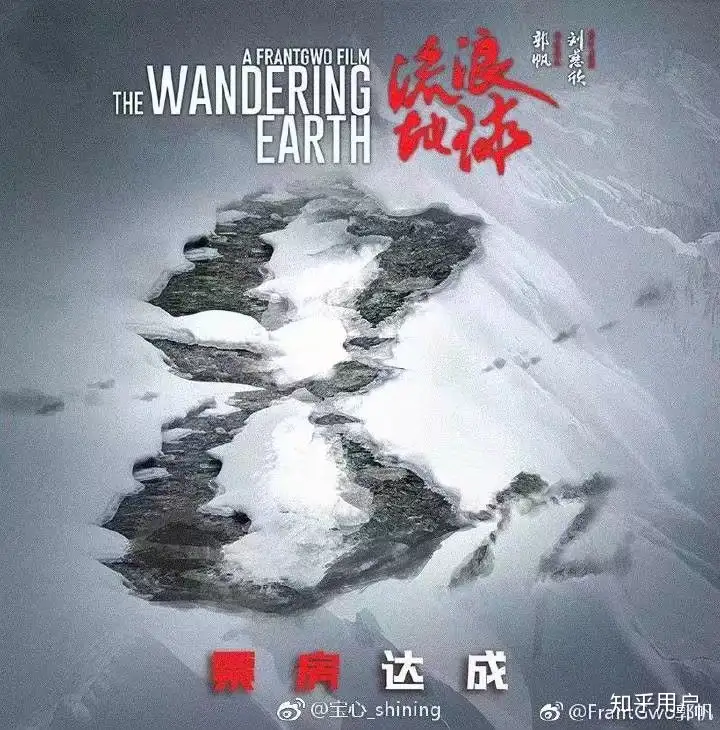 A FRANTGWO FILM
THE WANDERING
EARTH
流浪
地球
郭帆
刘慈欣
8亿
票房达成
@宝心_shining
知乎用户
@FrantGwo郭帆